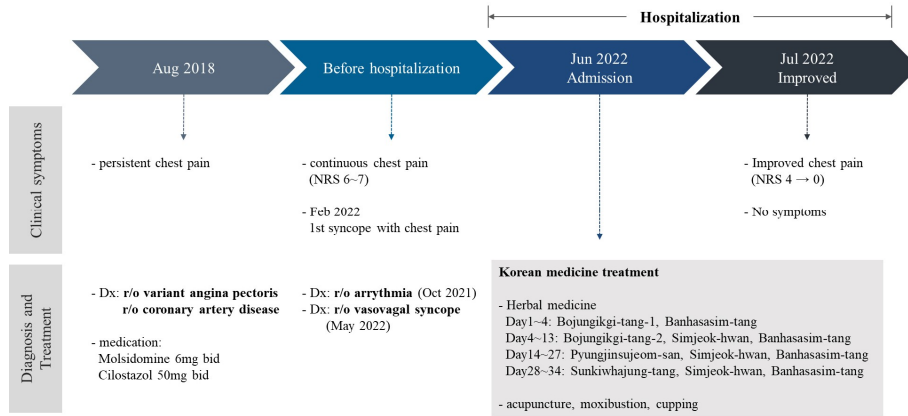 Hospitalization
Aug 2018
Before hospitalization
Jun 2022
Admission
Jul 2022
Improved
Clinical symptoms
- persistent chest pain
- continuous chest pain
(NRS 6~7)
- Feb 2022
1st syncope with chest pain
- Improved chest pain
(NRS 4 → 0)
- No symptoms
Diagnosis and
Treatment
- Dx: r/o variant angina pectoris
r/o coronary artery disease
- medication:
Molsidomine 6mg bid
Cilostazol 50mg bid
- Dx: r/o arrythmia (Oct 2021)
- Dx: r/o vasovagal syncope
(May 2022)
Korean medicine treatment
- Herbal medicine
Day1~4: Bojungikgi-tang-1, Banhasasim-tang
Day4~13: Bojungikgi-tang-2, Simjeok-hwan, Banhasasim-tang
Day14~27: Pyungjinsujeom-san, Simjeok-hwan, Banhasasim-tang
Day28~34: Sunkiwhajung-tang, Simjeok-hwan, Banhasasim-tang
- acupuncture, moxibustion, cupping